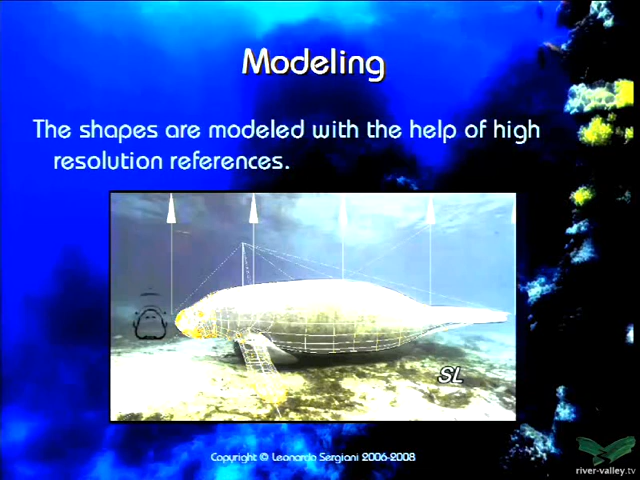 Modeling
The shapes are modeled with the help of high
resolution references.
SL
Copyright © Leonardo Sergiani 2006-2008
river-valley.tv